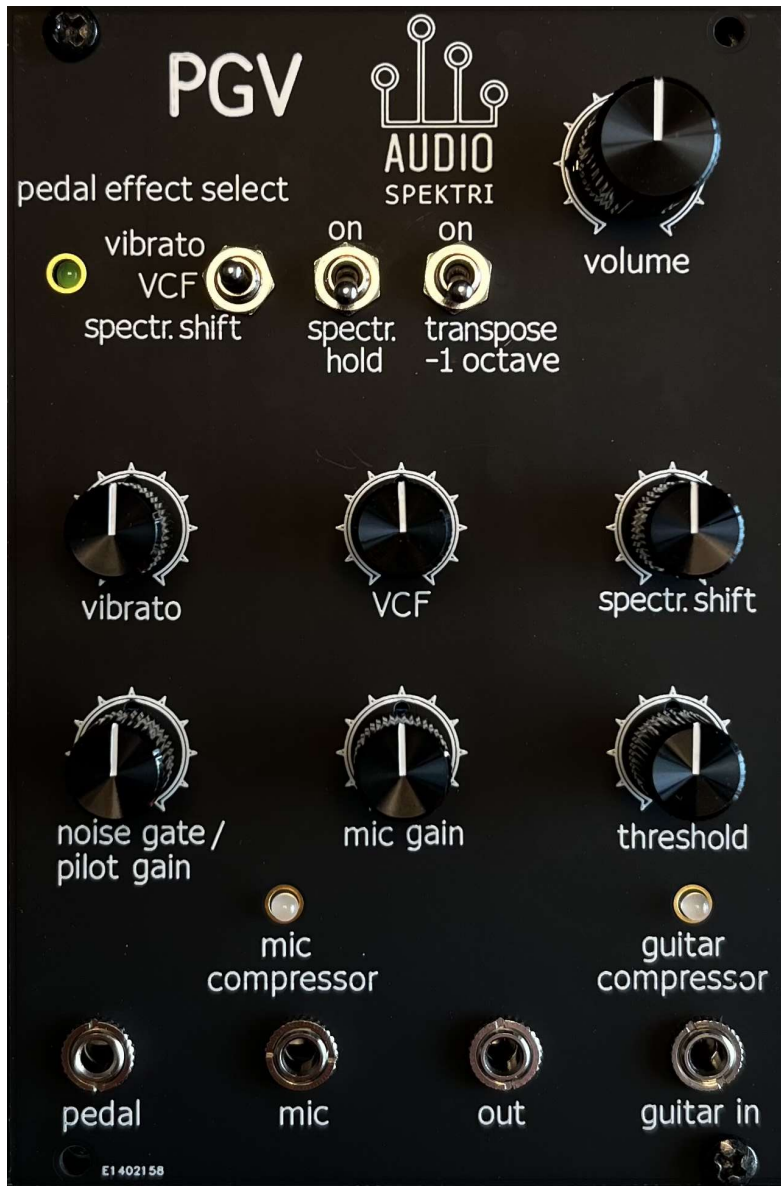 PGV
AUDIO
SPEKTRI
pedal effect select
vibrato
VCF
spectr. shift
on
spectr.
hold
on
transpose
-1 octave
volume
vibrato
VCF
spectr. shift
noise gate /
pilot gain
mic gain
threshold
mic
compressor
guitar
compressor
pedal
mic
out
guitar in
E1402158